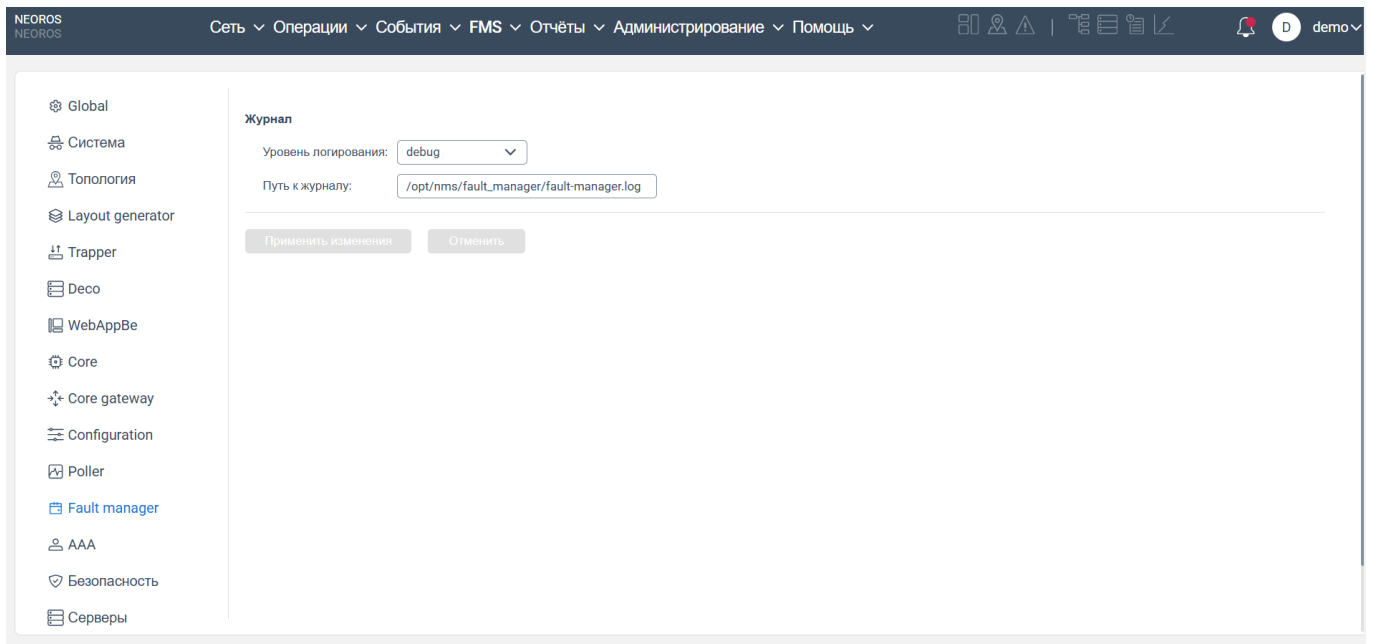 NEOROS
NEOROS
Сеть Операции События FMS Отчёты Администрирование Помощь
D demo
Global
Система
Топология
Layout generator
Trapper
Deco
WebAppBe
Core
Core gateway
Configuration
Poller
Fault manager
AAA
Безопасность
Серверы
Журнал
Уровень логирования: debug
Путь к журналу: /opt/nms/fault_manager/fault-manager.log
Применить изменения Отменить